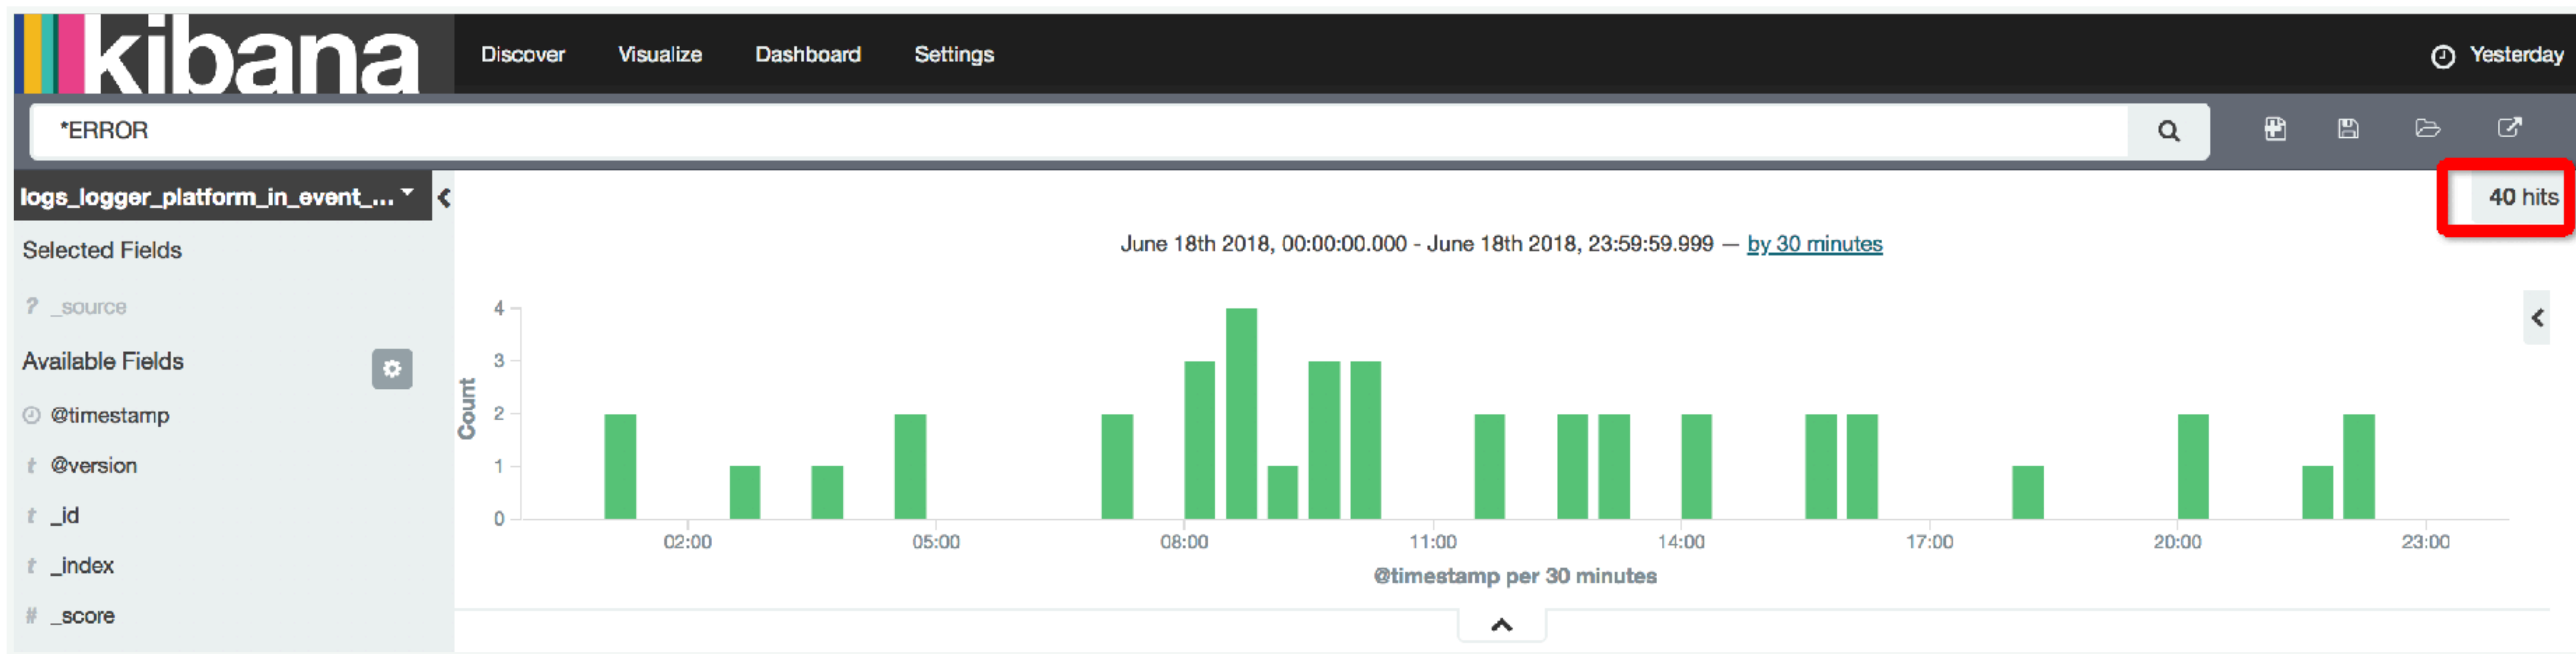 kibana Discover Visualize Dashboard Settings Yesterday
*ERROR
logs_logger_platform_in_event_...
40 hits
June 18th 2018, 00:00:00.000 - June 18th 2018, 23:59:59.999 — by 30 minutes
Selected Fields
? _source
Available Fields
@timestamp
t @version
t _id
t _index
# _score
Count
4
3
2
1
0
02:00 05:00 08:00 11:00 14:00 17:00 20:00 23:00
@timestamp per 30 minutes